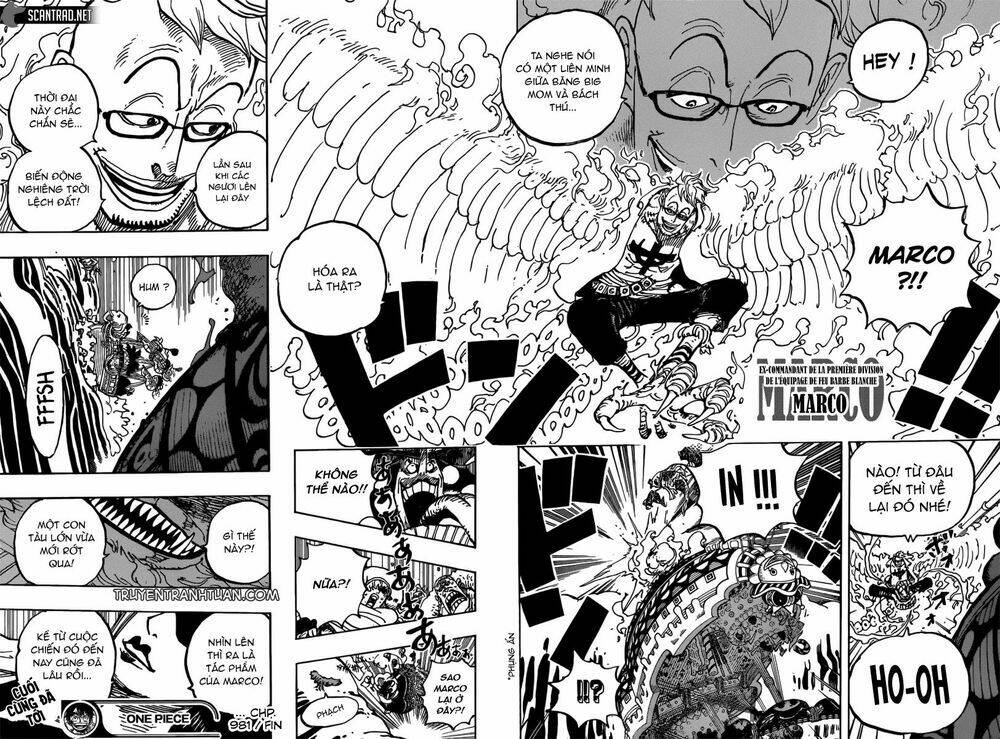 SCANTRAD.NET
HEY !
TA NGHE NÓI
CÓ MỘT LIÊN MINH
GIỮA BĂNG BIG
MOM VÀ BÁCH
THÚ...
MARCO
?!!
HÓA RA
LÀ THẬT?
MARCO
EX-COMMANDANT DE LA PREMIÈRE DIVISION
DE L'ÉQUIPAGE DE FEU BARBE BLANCHE
MARCO
ドン!!
NÀO! TỪ ĐÂU
ĐẾN THÌ VỀ
LẠI ĐÓ NHÉ!
HO-OH
IN !!!
!!?
*PHỤNG ẤN
KHÔNG
THỂ NÀO!!
NỮA?!
SAO
MARCO
LẠI Ở
ĐÂY?!
PHẠCH
THỜI ĐẠI
NÀY CHẮC
CHẮN SẼ...
BIẾN ĐỘNG
NGHIÊNG TRỜI
LỆCH ĐẤT!
LẦN SAU
KHI CÁC
NGƯƠI LÊN
LẠI ĐÂY
HUM ?
FFFSH
GÌ THẾ
NÀY?!
MỘT CON
TÀU LỚN VỪA
MỚI RỚT
QUA!
TRUYENTRANHTUAN.COM
NHÌN LÊN
THÌ RA LÀ
TÁC PHẨM
CỦA MARCO!
KỂ TỪ CUỘC
CHIẾN ĐÓ ĐẾN
NAY CŨNG ĐÃ
LÂU RỒI...
CUỐI
CÙNG ĐÃ
TỚI
ONE PIECE
CHP.
981 / FIN